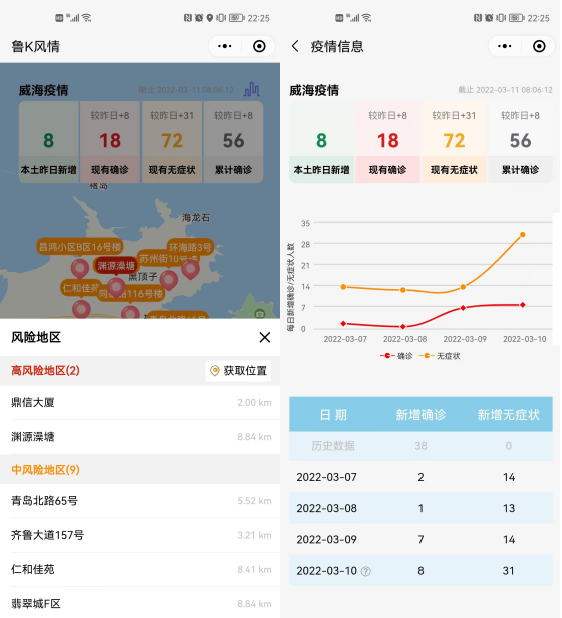 22:25
鲁K风情
威海疫情
截止 2022-03-11 08:06:12
较昨日+8
较昨日+31
较昨日+8
8
18
72
56
本土昨日新增
现有确诊
现有无症状
累计确诊
褚岛
海龙石
昌鸿小区B区16号楼
环海路3号
渊源澡塘
苏州街10号
黑顶子
仁和佳苑
116号楼
风险地区
高风险地区(2)
获取位置
鼎信大厦
2.00 km
渊源澡塘
8.84 km
中风险地区(9)
青岛北路65号
5.52 km
齐鲁大道157号
3.21 km
仁和佳苑
8.41 km
翡翠城F区
8.84 km
22:25
疫情信息
威海疫情
截止 2022-03-11 08:06:12
较昨日+8
较昨日+31
较昨日+8
8
18
72
56
本土昨日新增
现有确诊
现有无症状
累计确诊
每日新增确诊/无症状人数
35
28
21
14
7
0
2022-03-07
2022-03-08
2022-03-09
2022-03-10
确诊
无症状
日 期
新增确诊
新增无症状
历史数据
38
0
2022-03-07
2
14
2022-03-08
1
13
2022-03-09
7
14
2022-03-10
8
31